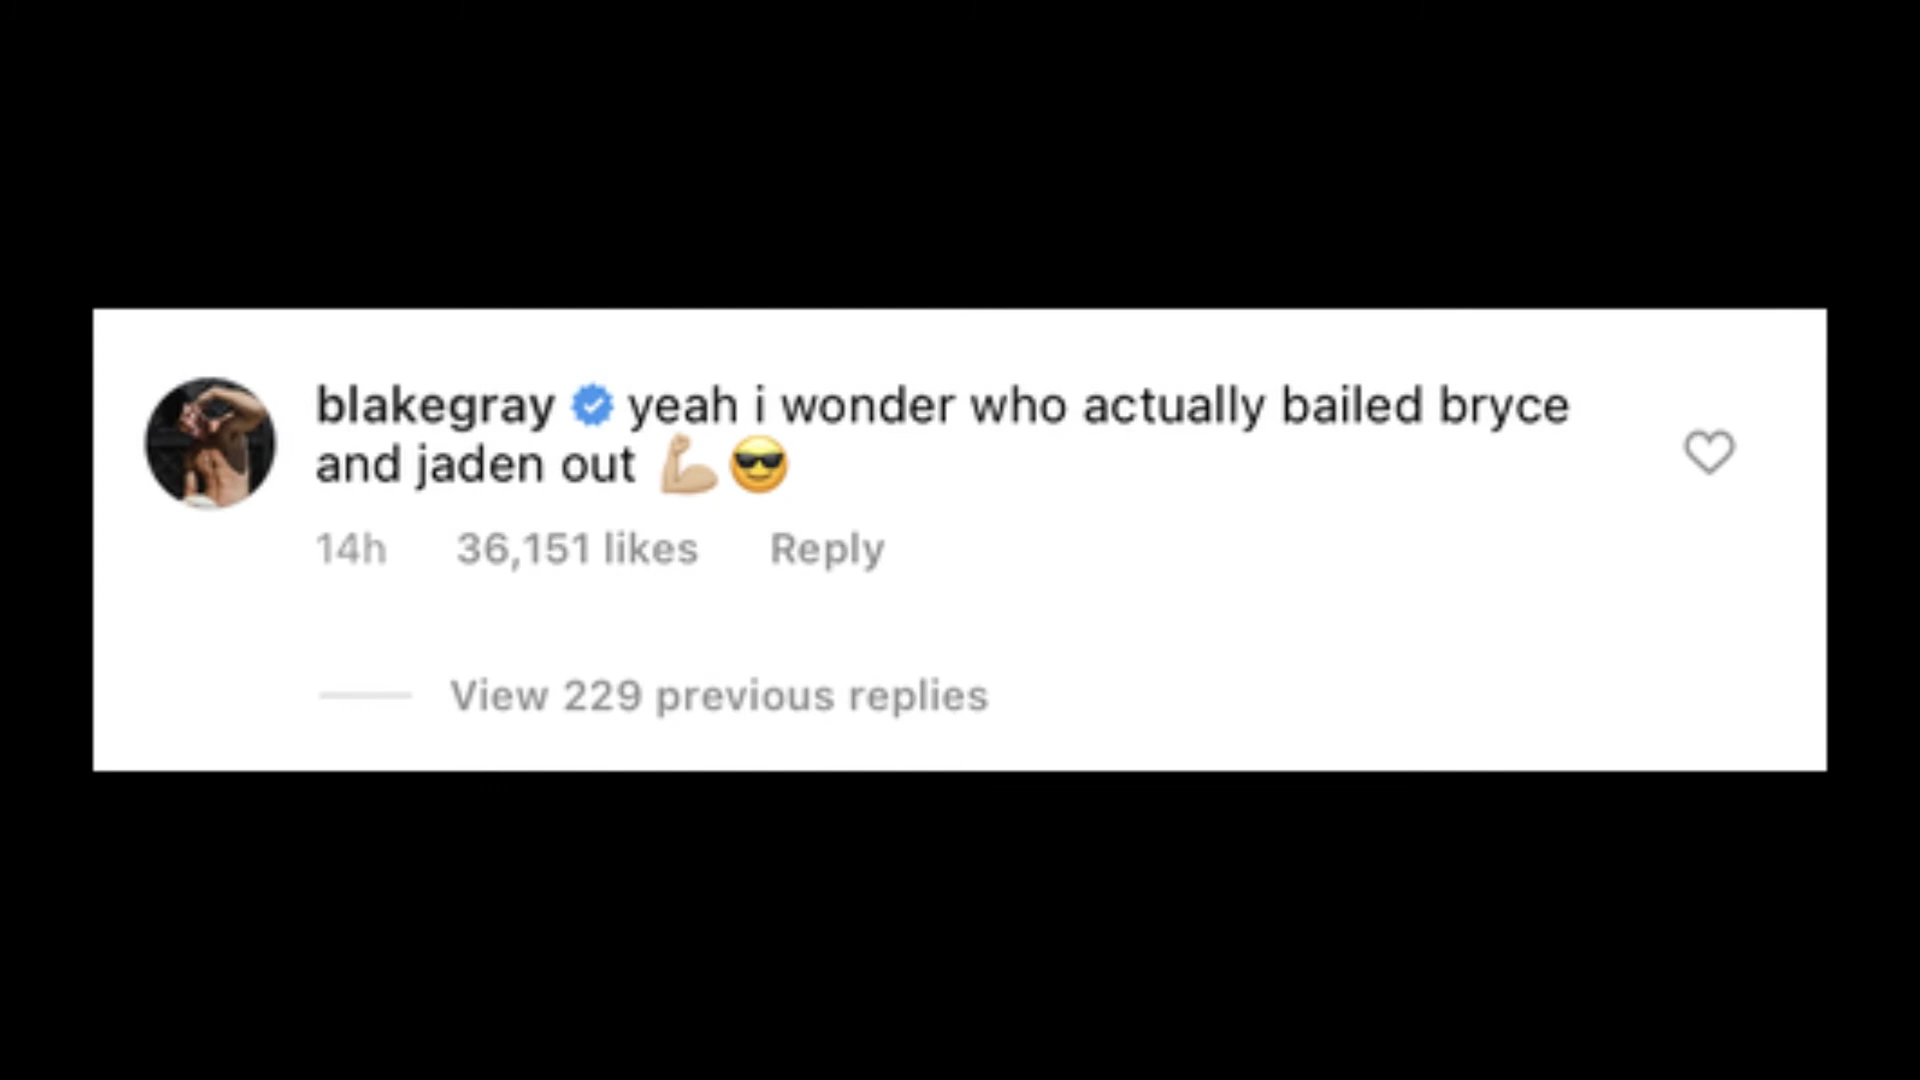 blakegray yeah i wonder who actually bailed bryce
and jaden out 💪🏼😎
14h 36,151 likes Reply
View 229 previous replies